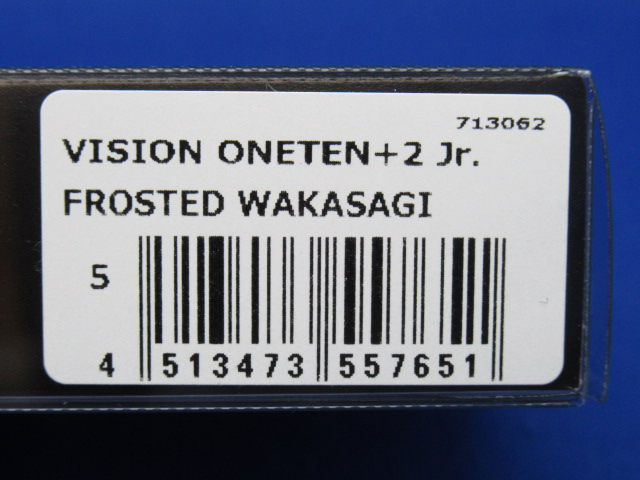 713062
VISION ONETEN+2 Jr.
FROSTED WAKASAGI
5
4 513473 557651